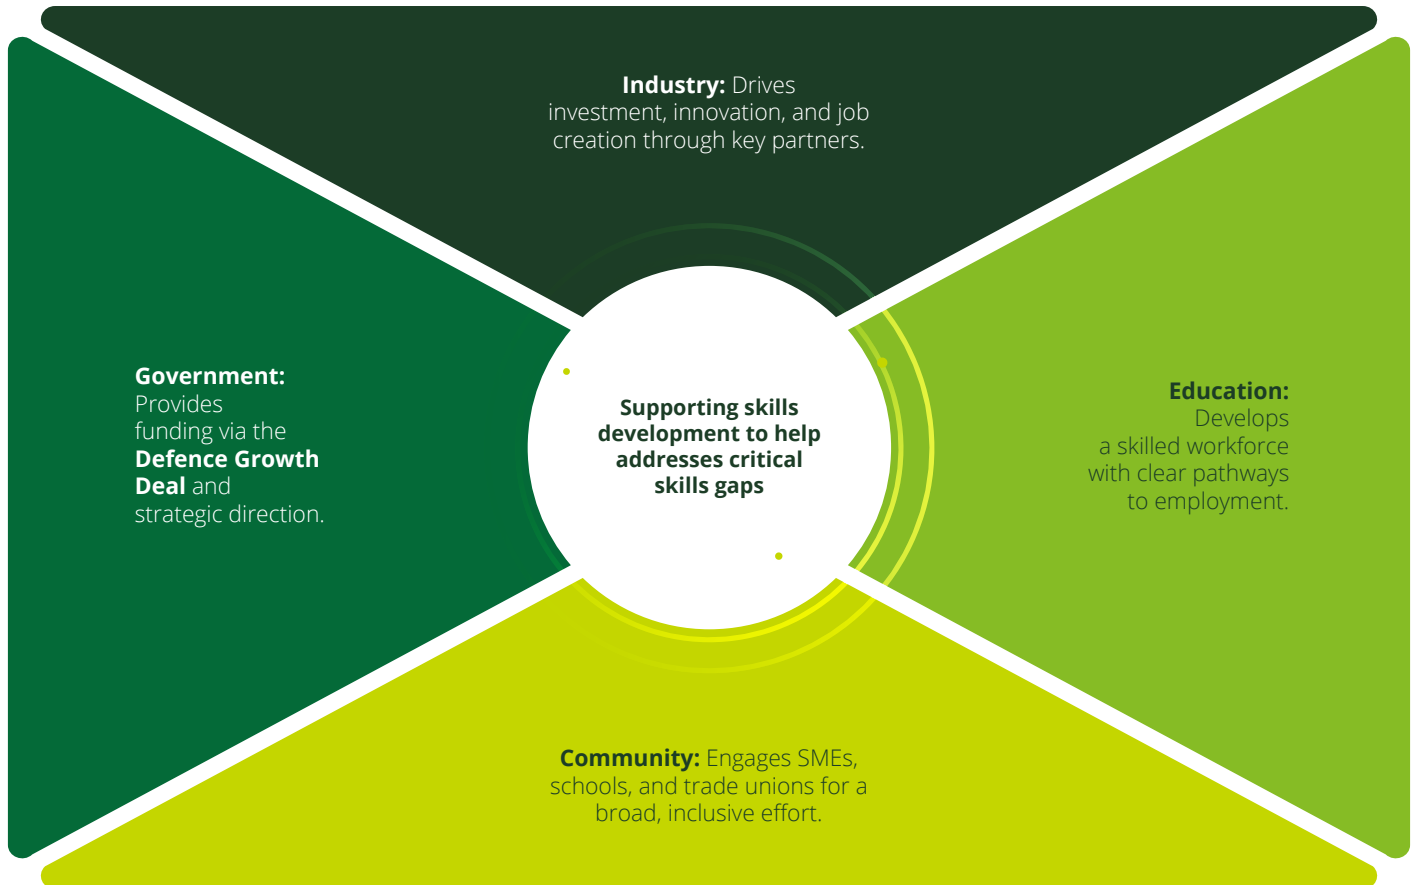 Industry: Drives
investment, innovation, and job
creation through key partners.
Government:
Provides
funding via the
Defence Growth
Deal and
strategic direction.
Supporting skills
development to help
addresses critical
skills gaps
Education:
Develops
a skilled workforce
with clear pathways
to employment.
Community: Engages SMEs,
schools, and trade unions for a
broad, inclusive effort.